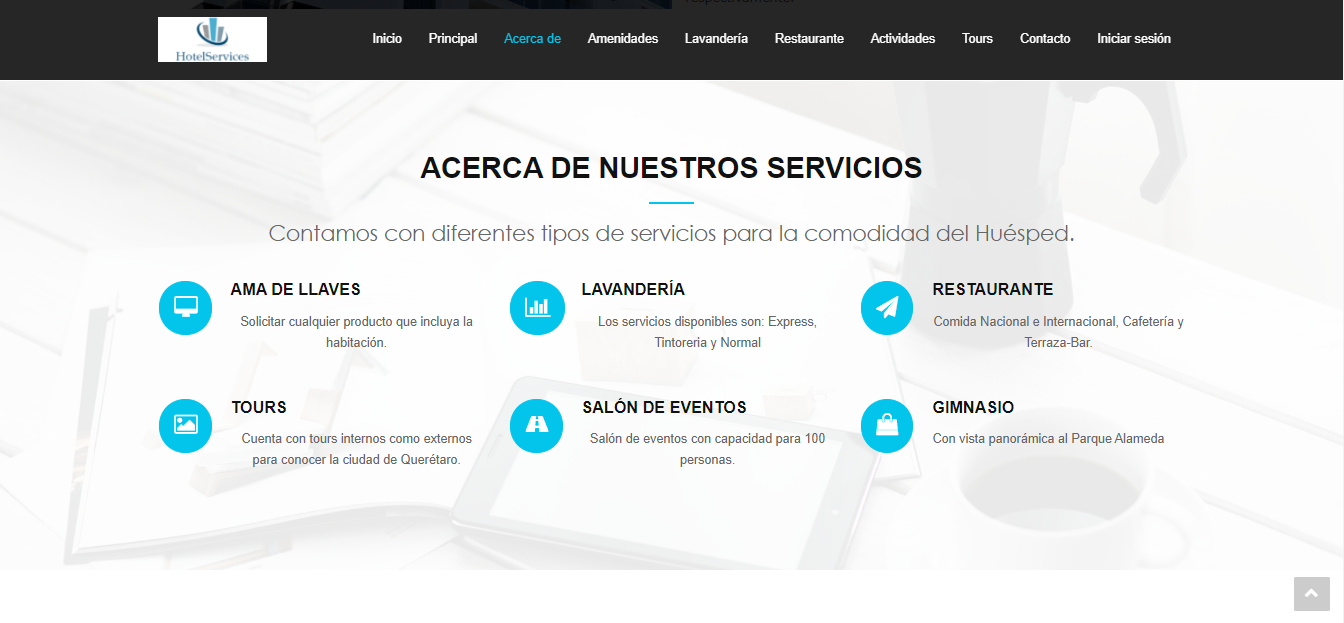 respectivamente.
HotelServices
Inicio Principal Acerca de Amenidades Lavandería Restaurante Actividades Tours Contacto Iniciar sesión
ACERCA DE NUESTROS SERVICIOS
Contamos con diferentes tipos de servicios para la comodidad del Huésped.
AMA DE LLAVES
Solicitar cualquier producto que incluya la
habitación.
LAVANDERÍA
Los servicios disponibles son: Express,
Tintoreria y Normal
RESTAURANTE
Comida Nacional e Internacional, Cafetería y
Terraza-Bar.
TOURS
Cuenta con tours internos como externos
para conocer la ciudad de Querétaro.
SALÓN DE EVENTOS
Salón de eventos con capacidad para 100
personas.
GIMNASIO
Con vista panorámica al Parque Alameda